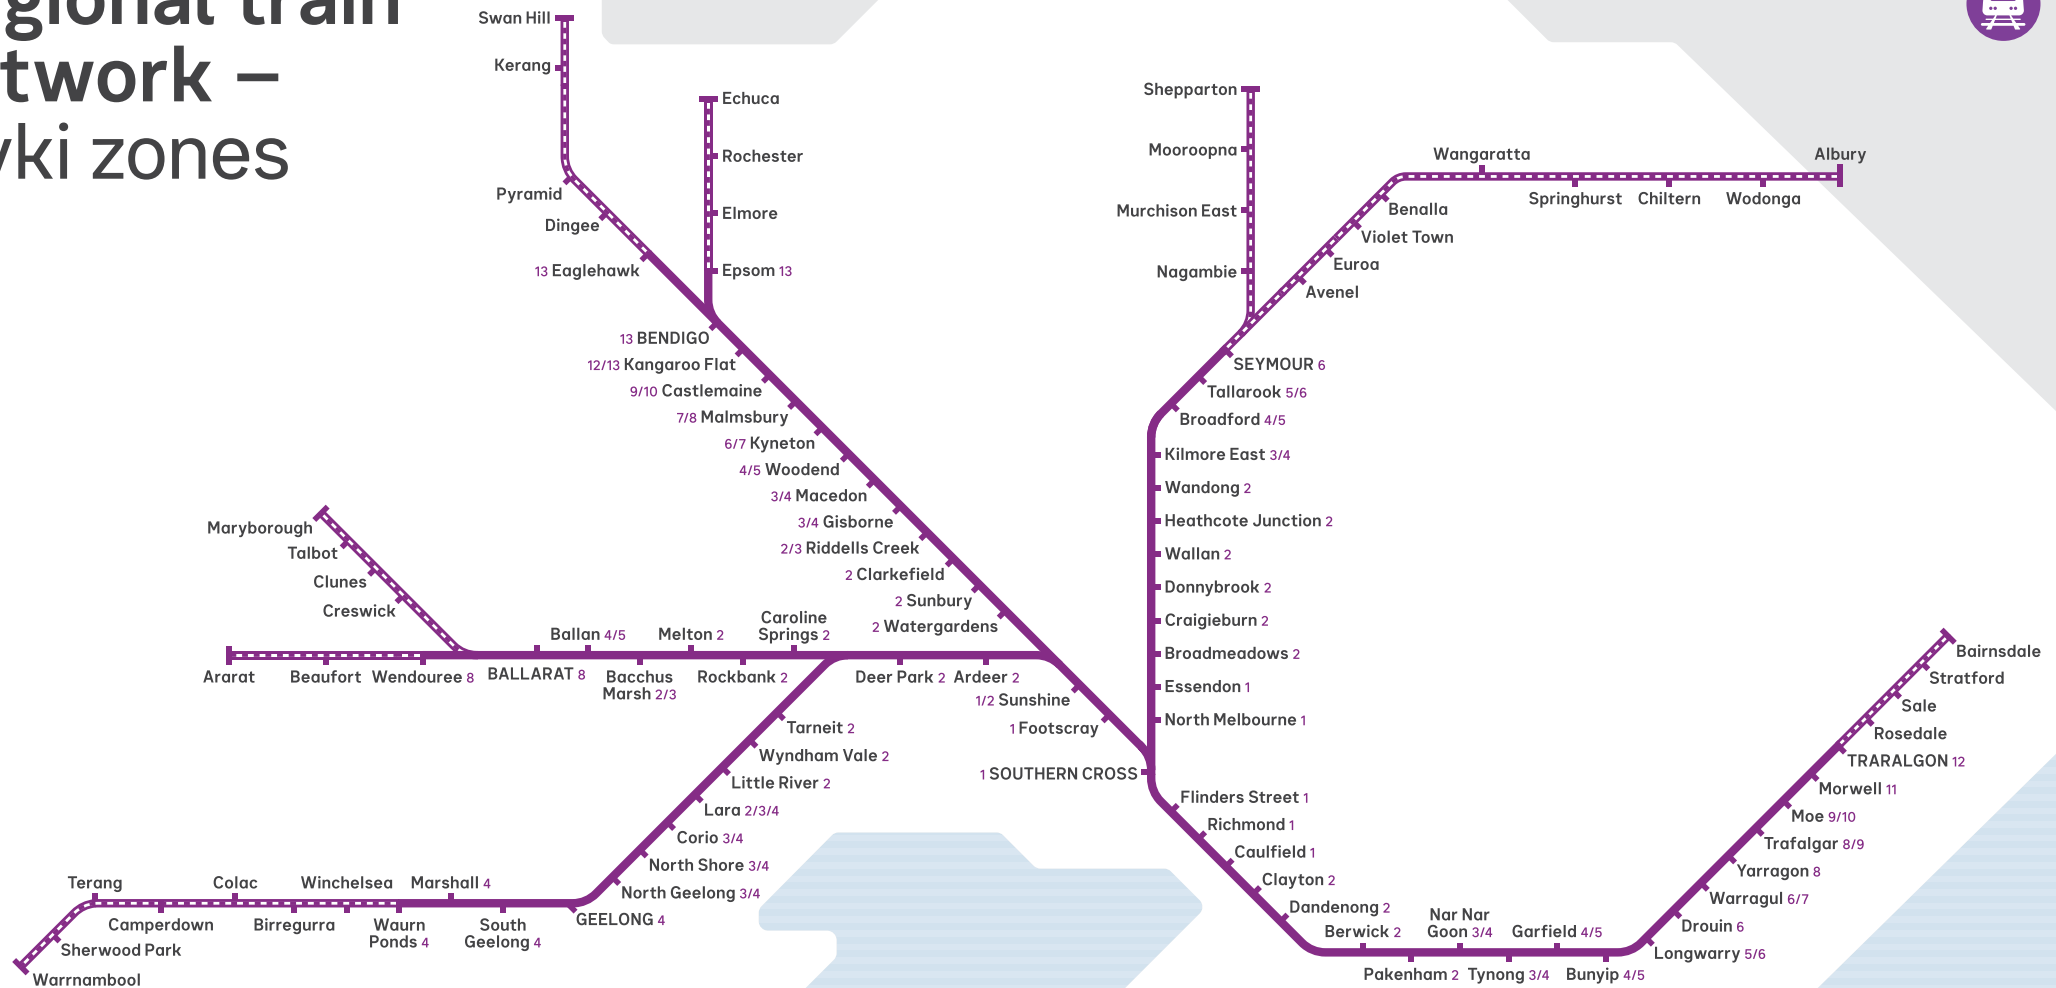 gional train
twork –
ki zones
Swan Hill
Kerang
Pyramid
Dingee
13 Eaglehawk
Echuca
Rochester
Elmore
Epsom 13
13 BENDIGO
12/13 Kangaroo Flat
9/10 Castlemaine
7/8 Malmsbury
6/7 Kyneton
4/5 Woodend
3/4 Macedon
3/4 Gisborne
2/3 Riddells Creek
2 Clarkefield
2 Sunbury
2 Watergardens
Shepparton
Mooroopna
Murchison East
Nagambie
Wangaratta
Albury
Springhurst
Chiltern
Wodonga
Benalla
Violet Town
Euroa
Avenel
SEYMOUR 6
Tallarook 5/6
Broadford 4/5
Kilmore East 3/4
Wandong 2
Heathcote Junction 2
Wallan 2
Donnybrook 2
Craigieburn 2
Broadmeadows 2
Essendon 1
North Melbourne 1
Maryborough
Talbot
Clunes
Creswick
Ararat
Beaufort
Wendouree 8
BALLARAT 8
Ballan 4/5
Bacchus
Marsh 2/3
Melton 2
Rockbank 2
Caroline
Springs 2
Deer Park 2
Ardeer 2
1/2 Sunshine
1 Footscray
1 SOUTHERN CROSS
Tarneit 2
Wyndham Vale 2
Little River 2
Lara 2/3/4
Corio 3/4
North Shore 3/4
North Geelong 3/4
GEELONG 4
South
Geelong 4
Marshall 4
Waurn
Ponds 4
Winchelsea
Birregurra
Colac
Camperdown
Terang
Sherwood Park
Warrnambool
Flinders Street 1
Richmond 1
Caulfield 1
Clayton 2
Dandenong 2
Berwick 2
Pakenham 2
Nar Nar
Goon 3/4
Tynong 3/4
Garfield 4/5
Bunyip 4/5
Longwarry 5/6
Drouin 6
Warragul 6/7
Yarragon 8
Trafalgar 8/9
Moe 9/10
Morwell 11
TRARALGON 12
Rosedale
Sale
Stratford
Bairnsdale